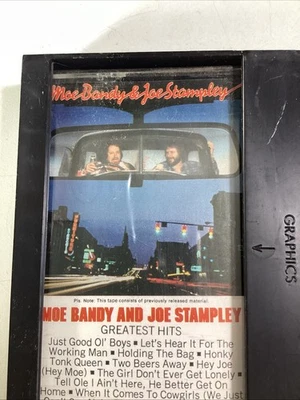 Moe Bandy & Joe Stampley
Pls. Note: This tape consists of previously released material.
MOE BANDY AND JOE STAMPLEY
GREATEST HITS
Just Good Ol' Boys ▪ Let's Hear It For The
Working Man ▪ Holding The Bag ▪ Honky
Tonk Queen ▪ Two Beers Away ▪ Hey Joe
(Hey Moe) ▪ The Girl Don't Ever Get Lonely ▪
Tell Ole I Ain't Here, He Better Get On
Home ▪ When It Comes To Cowgirls (We Just
GRAPHICS